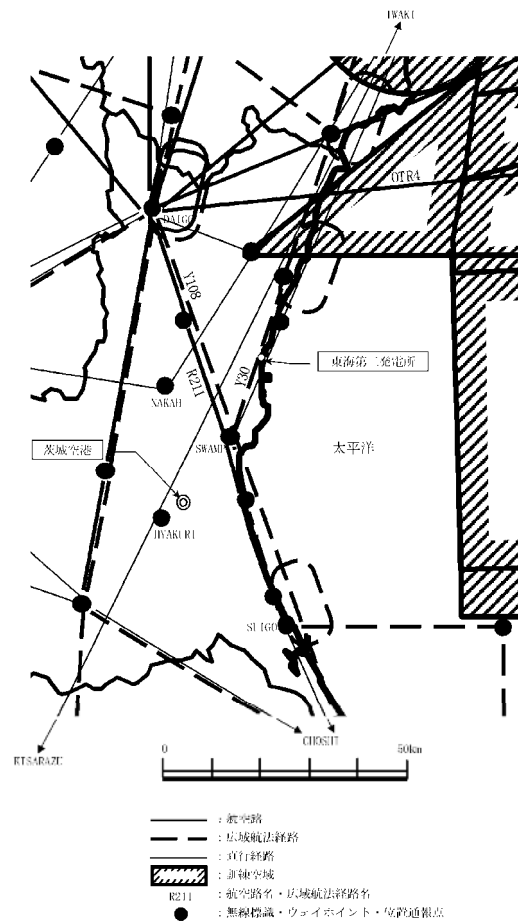 IWAKI
OTR4
DAIGO
Y108
R211
Y30
東海第二発電所
NAKAH
SWAMP
茨城空港
太平洋
HYAKURI
SUIGO
CHOSHI
KISARAZU
0
50km
：航空路
：広域航法経路
：直行経路
：訓練空域
R211
：航空路名・広域航法経路名
：無線標識・ウェイポイント・位置通報点